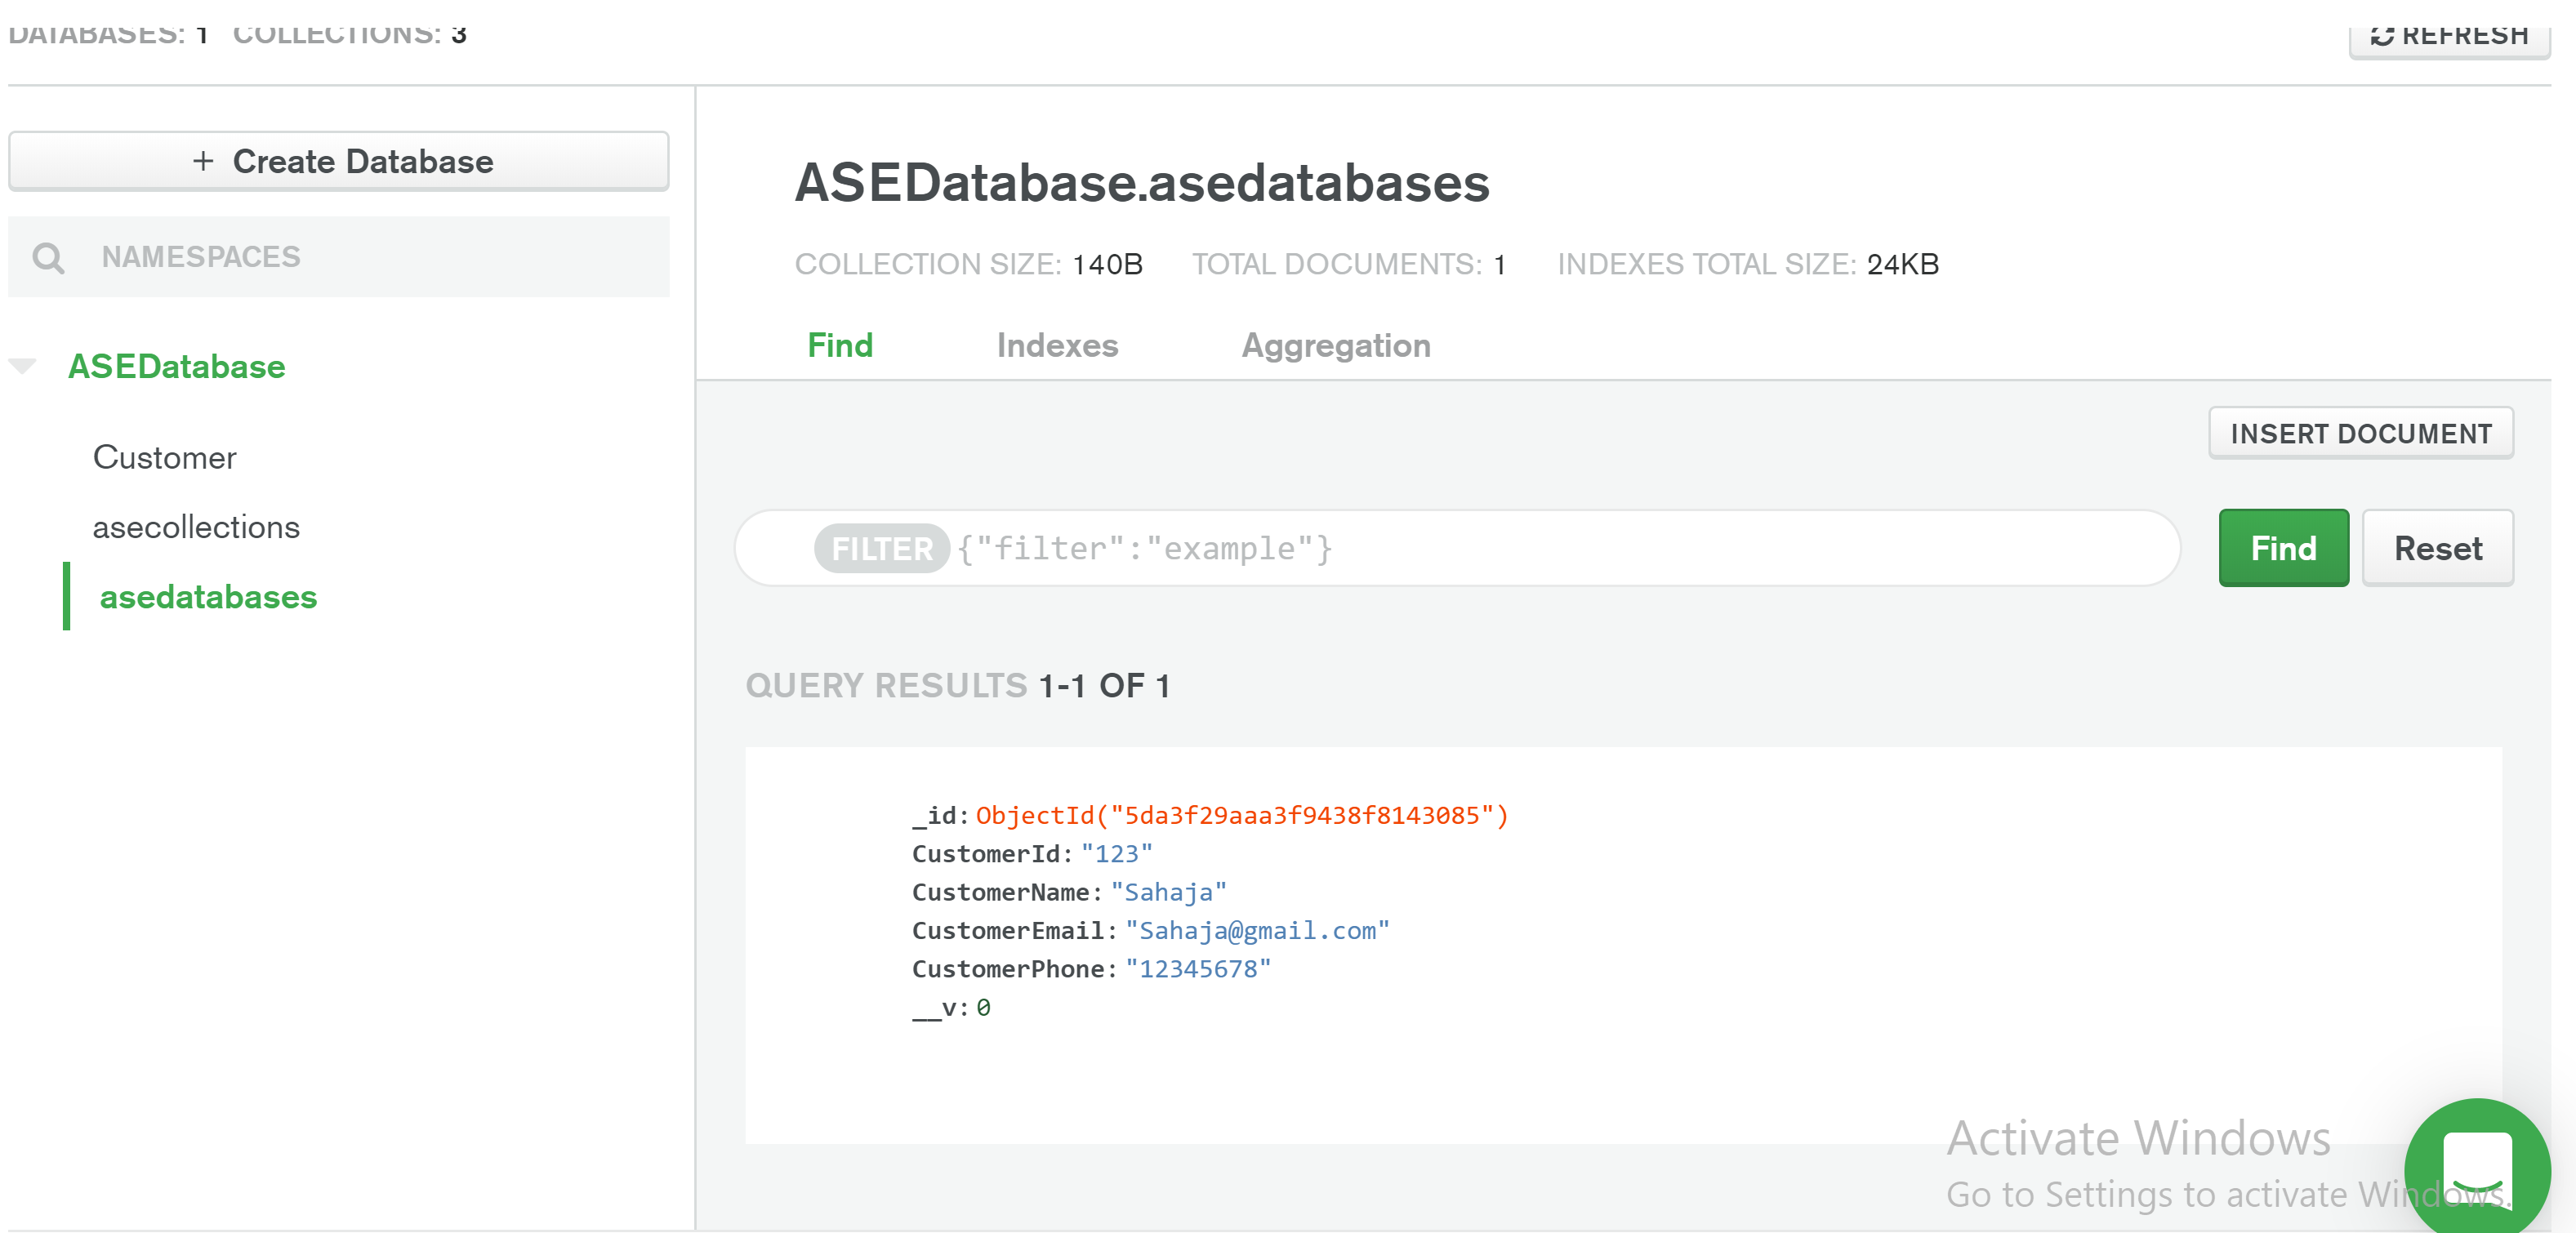 DATABASES: 1 COLLECTIONS: 3
REFRESH
+ Create Database
NAMESPACES
ASEDatabase
Customer
asecollections
asedatabases
ASEDatabase.asedatabases
COLLECTION SIZE: 140B TOTAL DOCUMENTS: 1 INDEXES TOTAL SIZE: 24KB
Find Indexes Aggregation
INSERT DOCUMENT
FILTER {"filter":"example"}
Find Reset
QUERY RESULTS 1-1 OF 1
_id: ObjectId("5da3f29aaa3f9438f8143085")
CustomerId: "123"
CustomerName: "Sahaja"
CustomerEmail: "Sahaja@gmail.com"
CustomerPhone: "12345678"
__v: 0
Activate Windows
Go to Settings to activate Windows.